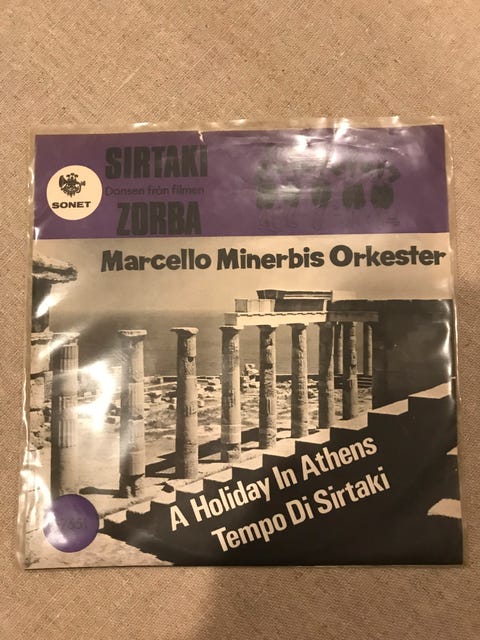 SIRTAKI
Dansen från filmen
ZORBA
SONET
Marcello Minerbis Orkester
A Holiday In Athens
Tempo Di Sirtaki